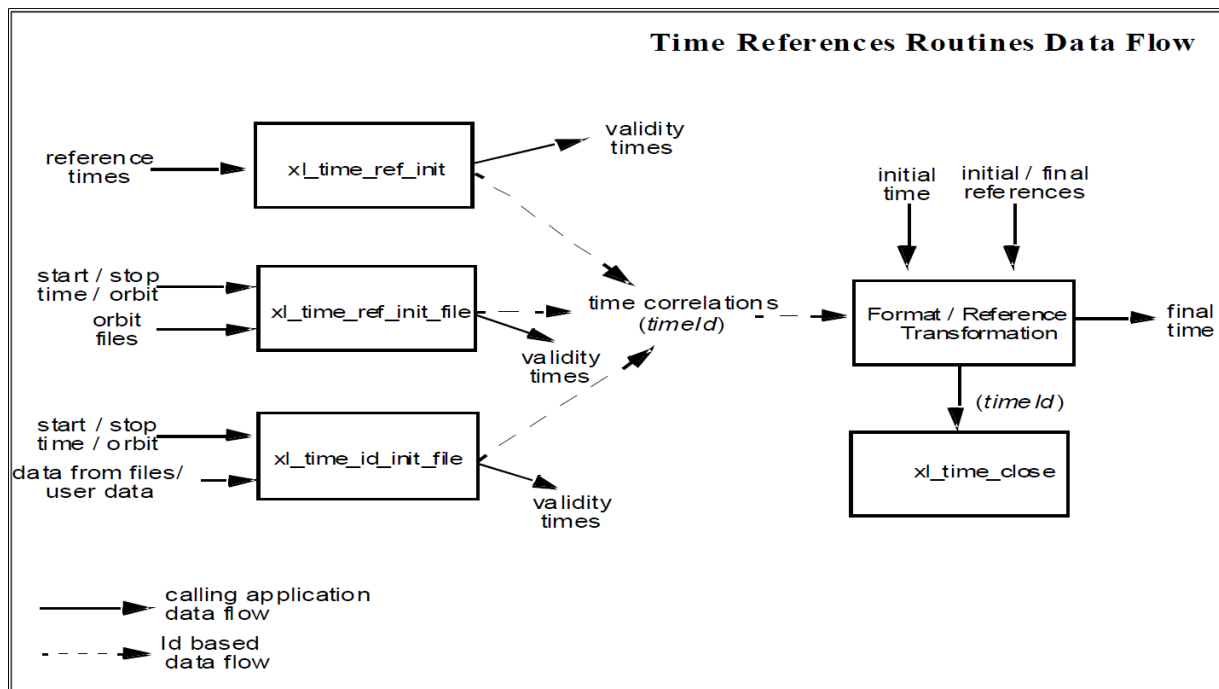 Time References Routines Data Flow
reference
times
xl_time_ref_init
validity
times
initial
time
initial / final
references
start / stop
time / orbit
orbit
files
xl_time_ref_init_file
validity
times
time correlations
(timeId)
Format / Reference
Transformation
final
time
(timeId)
xl_time_close
start / stop
time / orbit
data from files/
user data
xl_time_id_init_file
validity
times
calling application
data flow
Id based
data flow